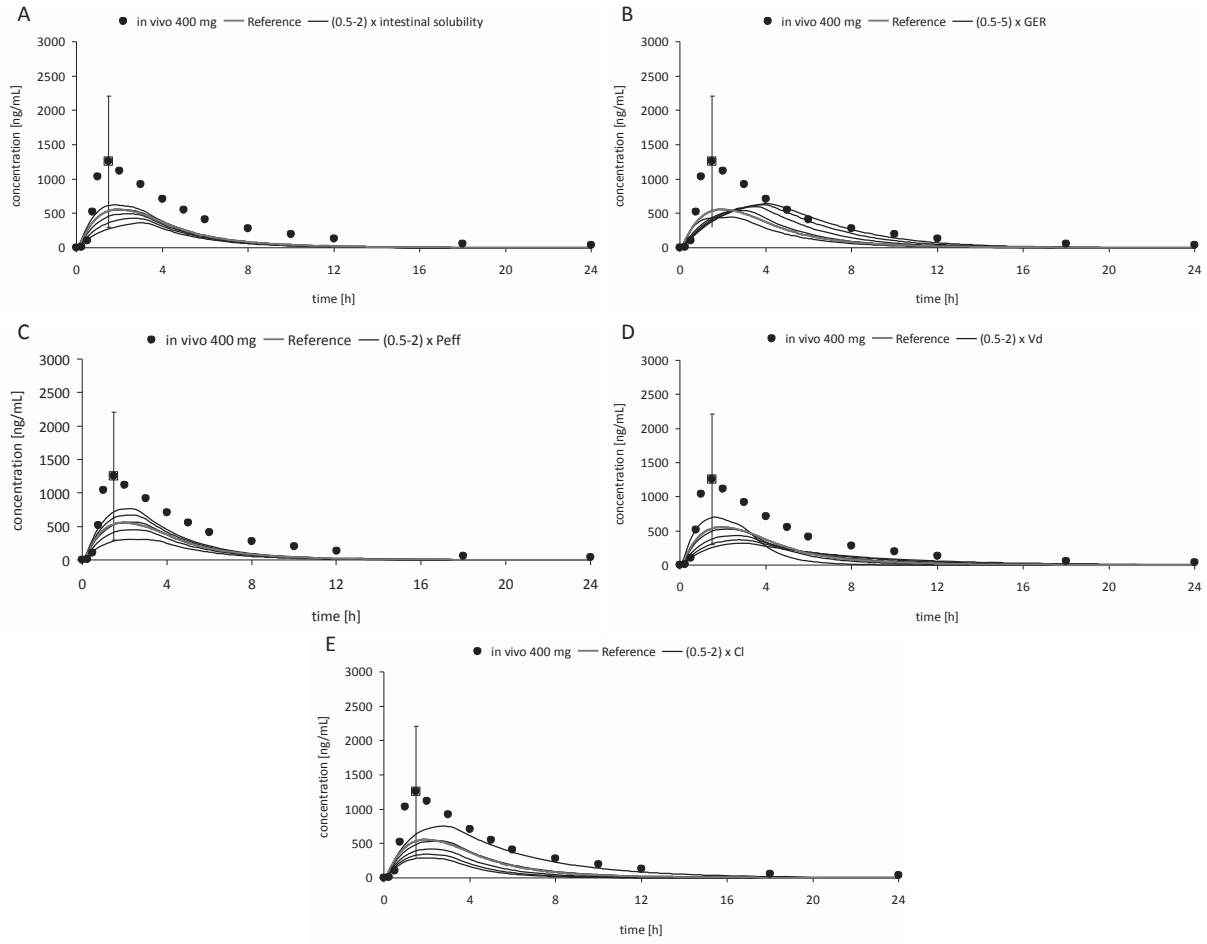 A
in vivo 400 mg Reference (0.5-2) x intestinal solubility
3000
2500
2000
1500
1000
500
0
concentration [ng/mL]
0 4 8 12 16 20 24
time [h]
B
in vivo 400 mg Reference (0.5-5) x GER
3000
2500
2000
1500
1000
500
0
concentration [ng/mL]
0 4 8 12 16 20 24
time [h]
C
in vivo 400 mg Reference (0.5-2) x Peff
3000
2500
2000
1500
1000
500
0
concentration [ng/mL]
0 4 8 12 16 20 24
time [h]
D
in vivo 400 mg Reference (0.5-2) x Vd
3000
2500
2000
1500
1000
500
0
concentration [ng/mL]
0 4 8 12 16 20 24
time [h]
E
in vivo 400 mg Reference (0.5-2) x Cl
3000
2500
2000
1500
1000
500
0
concentration [ng/mL]
0 4 8 12 16 20 24
time [h]